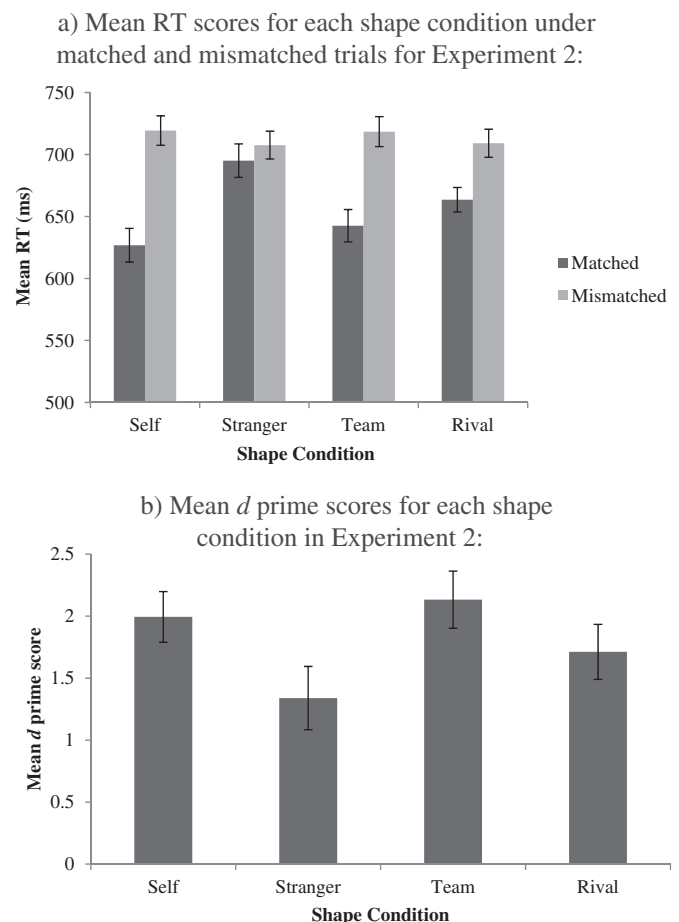 a) Mean RT scores for each shape condition under
matched and mismatched trials for Experiment 2:
750
700
650
600
550
500
Mean RT (ms)
Matched
Mismatched
Self Stranger Team Rival
Shape Condition
b) Mean d prime scores for each shape
condition in Experiment 2:
2.5
2
1.5
1
0.5
0
Mean d prime score
Self Stranger Team Rival
Shape Condition